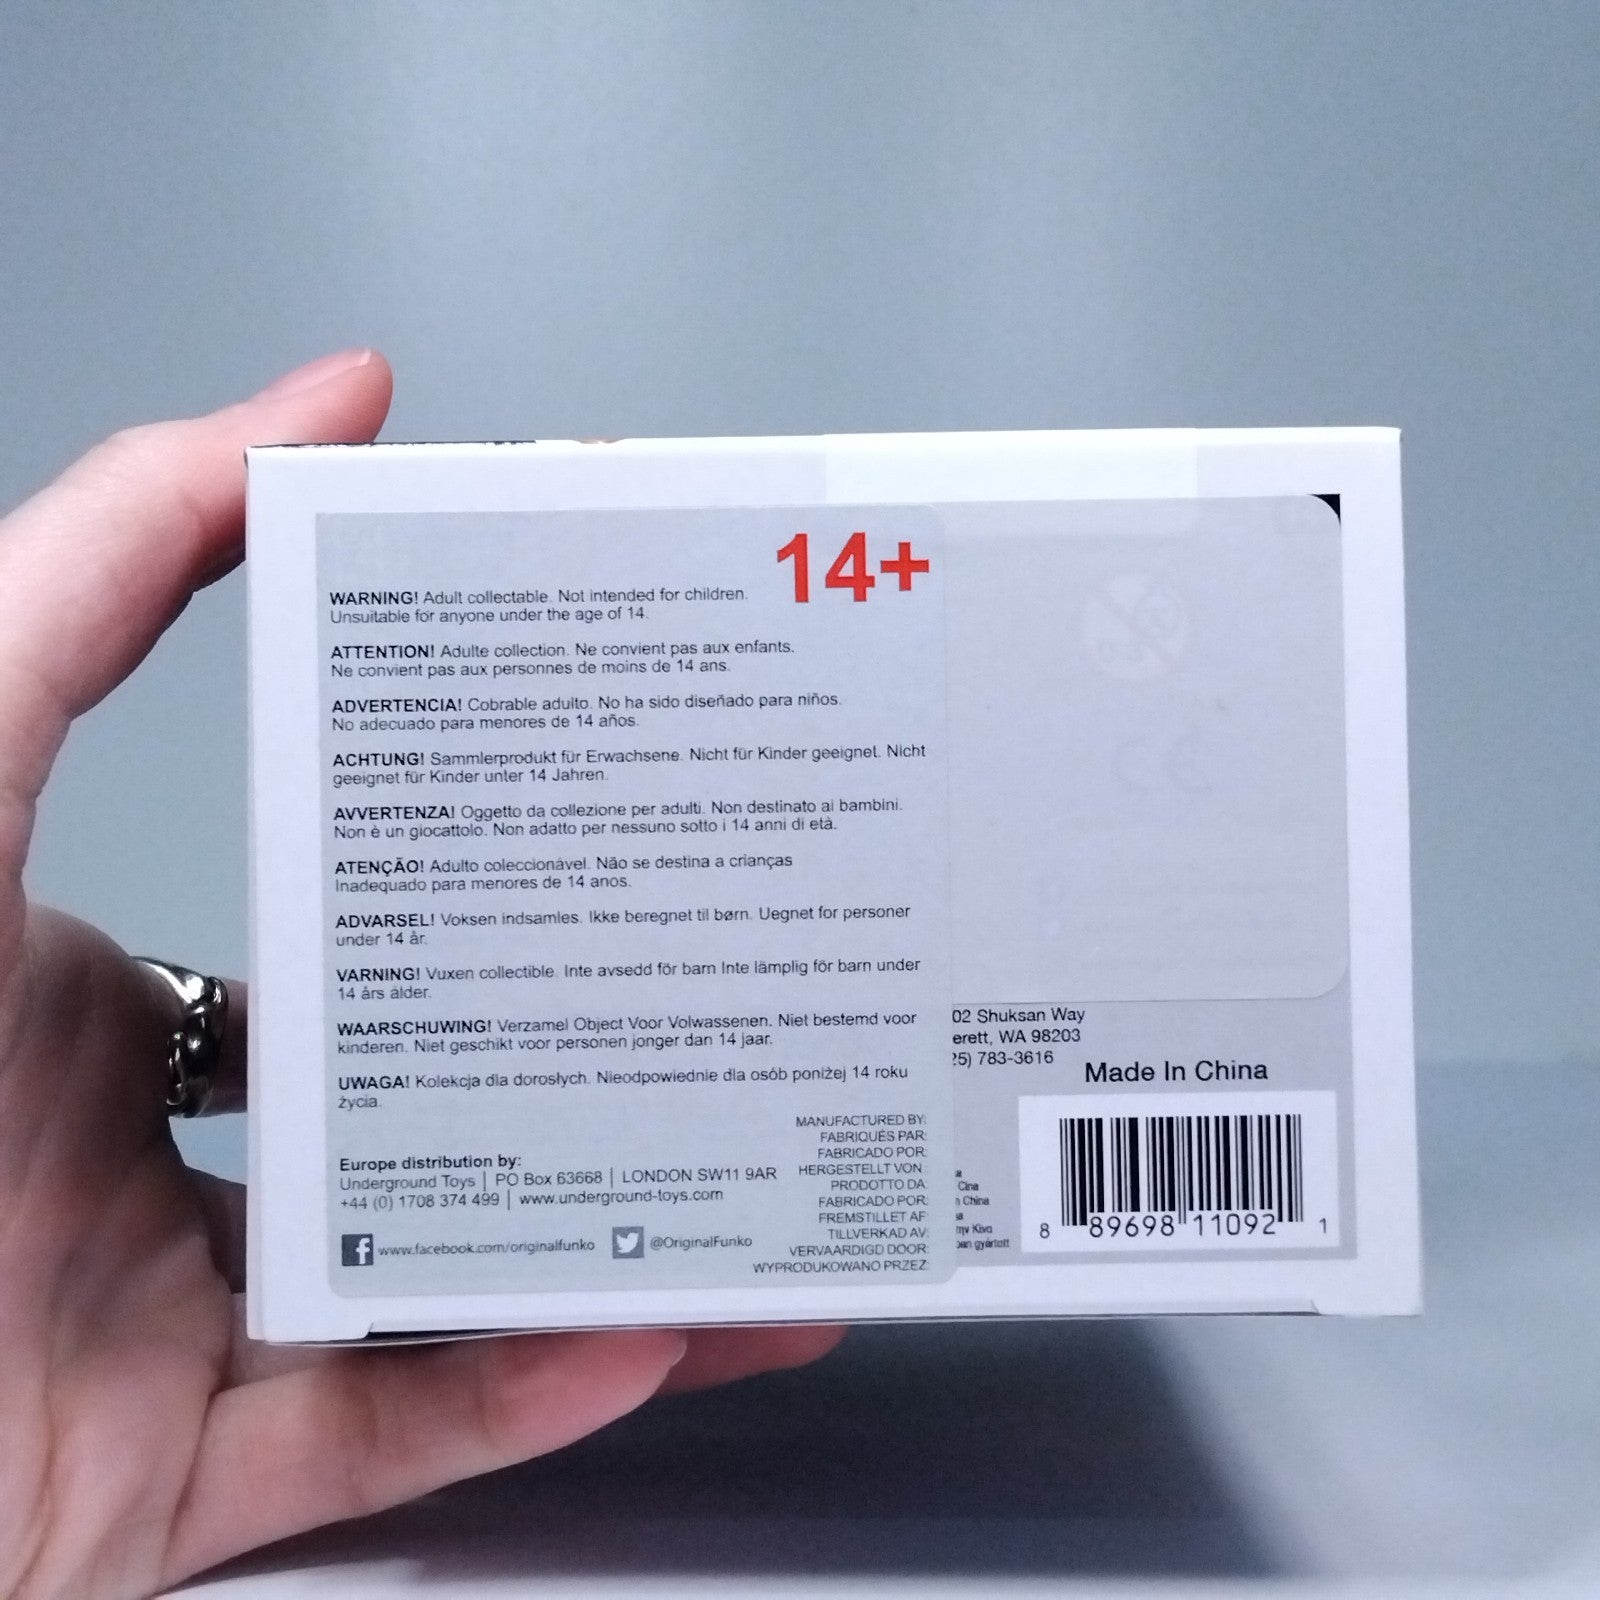 14+
WARNING! Adult collectable. Not intended for children.
Unsuitable for anyone under the age of 14.
ATTENTION! Adulte collection. Ne convient pas aux enfants.
Ne convient pas aux personnes de moins de 14 ans.
ADVERTENCIA! Cobrable adulto. No ha sido diseñado para niños.
No adecuado para menores de 14 años.
ACHTUNG! Sammlerprodukt für Erwachsene. Nicht für Kinder geeignet. Nicht
geeignet für Kinder unter 14 Jahren.
AVVERTENZA! Oggetto da collezione per adulti. Non destinato ai bambini.
Non è un giocattolo. Non adatto per nessuno sotto i 14 anni di età.
ATENÇÃO! Adulto coleccionável. Não se destina a crianças
Inadequado para menores de 14 anos.
ADVARSEL! Voksen indsamles. Ikke beregnet til børn. Uegnet for personer
under 14 år.
VARNING! Vuxen collectible. Inte avsedd för barn Inte lämplig för barn under
14 års ålder.
WAARSCHUWING! Verzamel Object Voor Volwassenen. Niet bestemd voor
kinderen. Niet geschikt voor personen jonger dan 14 jaar.
UWAGA! Kolekcja dla dorosłych. Nieodpowiednie dla osób poniżej 14 roku
życia.
Europe distribution by:
Underground Toys | PO Box 63668 | LONDON SW11 9AR
+44 (0) 1708 374 499 | www.underground-toys.com
www.facebook.com/originalfunko @OriginalFunko
MANUFACTURED BY:
FABRIQUÉS PAR:
FABRICADO POR:
HERGESTELLT VON:
PRODOTTO DA:
FABRICADO POR:
FREMSTILLET AF:
TILLVERKAD AV:
VERVAARDIGD DOOR:
WYPRODUKOWANO PRZEZ:
02 Shuksan Way
erett, WA 98203
25) 783-3616
Made In China
Cina
China
Kiva
gyártott
8 89698 11092 1